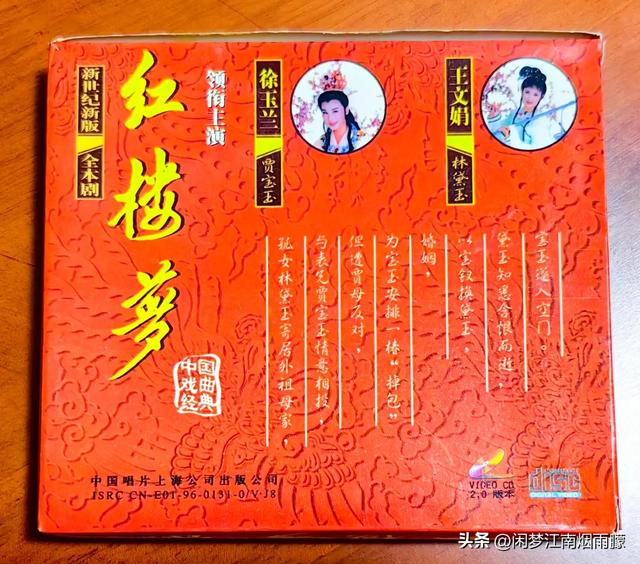 新世纪新版 全本剧
红楼梦
领衔主演
徐玉兰 贾宝玉
王文娟 林黛玉
孤女林黛玉寄居外祖母家，
与表兄贾宝玉情意相投，
但遭贾母反对，
为宝玉安排一椿“掉包”
婚姻，
以宝钗换黛玉。
黛玉知悉含恨而逝，
宝玉遁入空门。
中国
戏曲
经典
中国唱片上海公司出版公司
ISRC CN-E01-96-0131-0/V·J8
VIDEO CD
2.0 版本
COMPACT
disc
DIGITAL VIDEO
头条 @闲梦江南烟雨朦